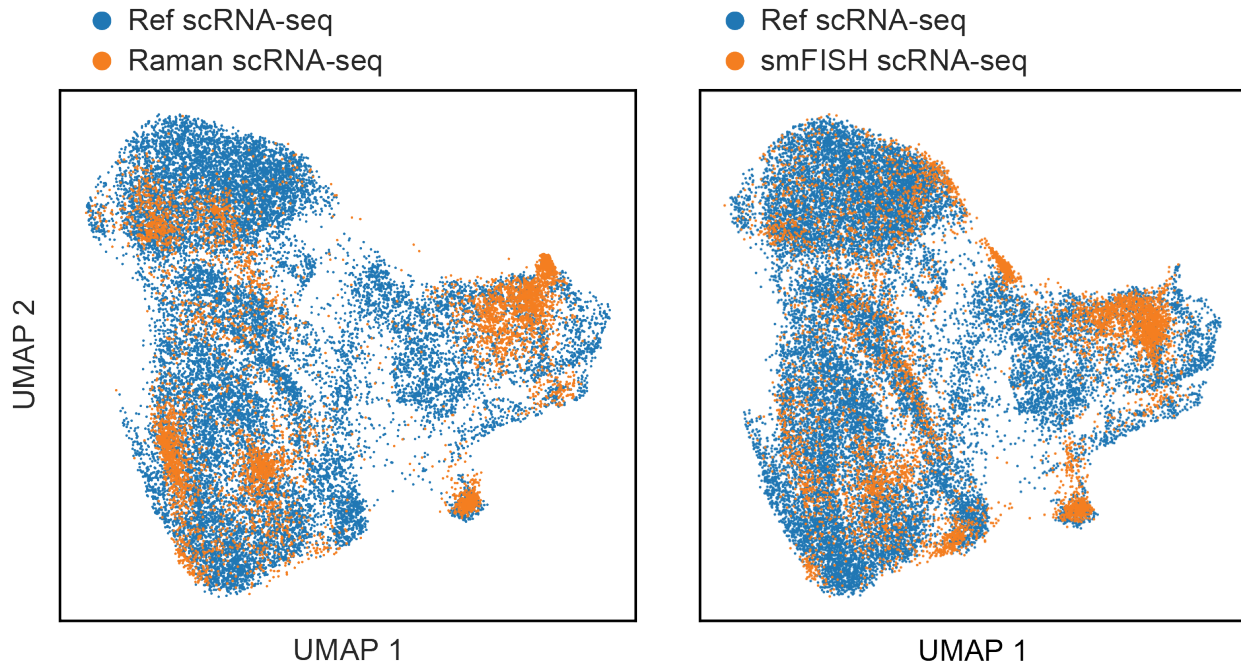 Ref scRNA-seq
Raman scRNA-seq
Ref scRNA-seq
smFISH scRNA-seq
UMAP 2
UMAP 1
UMAP 1